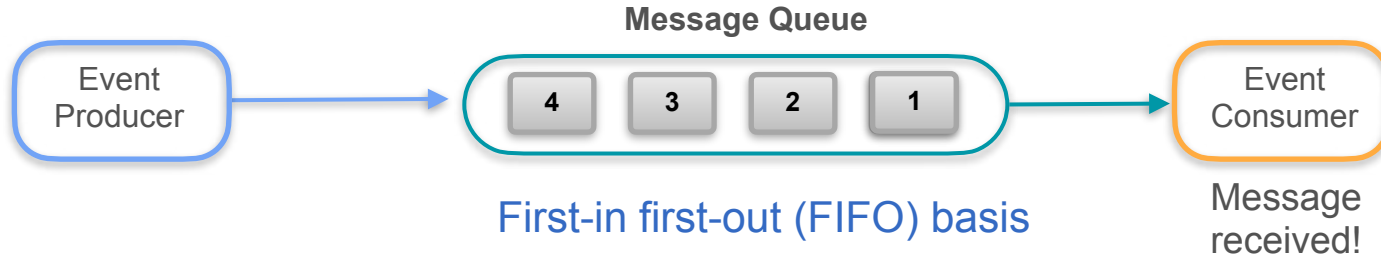 Message Queue
Event
Producer
4 3 2 1
Event
Consumer
First-in first-out (FIFO) basis
Message
received!